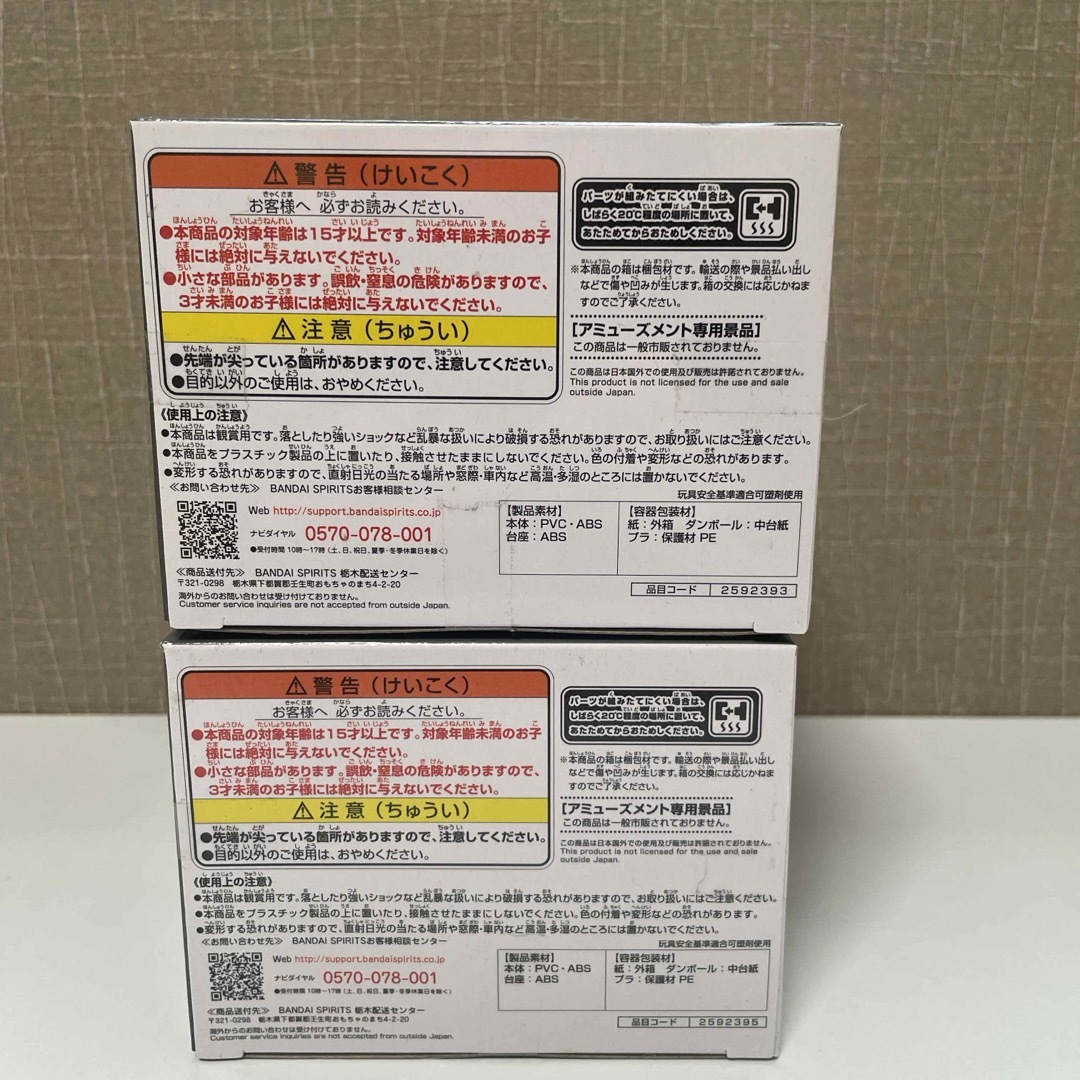 ⚠警告（けいこく）
お客様へ 必ずお読みください。
●本商品の対象年齢は15才以上です。対象年齢未満のお子
様には絶対に与えないでください。
●小さな部品があります。誤飲・窒息の危険がありますので、
3才未満のお子様には絶対に与えないでください。
⚠注意（ちゅうい）
●先端が尖っている箇所がありますので、注意してください。
●目的以外のご使用は、おやめください。
パーツが組みたてにくい場合は、
しばらく20℃程度の場所に置いて、
あたためてからおためしください。
※本商品の箱は梱包材です。輸送の際や景品払い出し
などで傷や凹みが生じます。箱の交換には応じかねま
すのでご了承ください。
［アミューズメント専用景品］
この商品は一般市販されておりません。
この商品は日本国外での使用及び販売は許諾されておりません。
This product is not licensed for the use and sale
outside Japan.
《使用上の注意》
●本商品は観賞用です。落としたり強いショックなど乱暴な扱いにより破損する恐れがありますので、お取り扱いにはご注意ください。
●本商品をプラスチック製品の上に置いたり、接触させたままにしないでください。色の付着や変形などの恐れがあります。
●変形する恐れがありますので、直射日光の当たる場所や窓際・車内など高温・多湿のところには置かないでください。
≪お問い合わせ先≫ BANDAI SPIRITSお客様相談センター
玩具安全基準適合可塑剤使用
Web http://support.bandaispirits.co.jp
ナビダイヤル 0570-078-001
●受付時間 10時〜17時（土、日、祝日、夏季・冬季休業日を除く）
【製品素材】
本体：PVC・ABS
台座：ABS
【容器包装材】
紙：外箱 ダンボール：中台紙
プラ：保護材 PE
≪商品送付先≫ BANDAI SPIRITS 栃木配送センター
〒321-0298 栃木県下都賀郡壬生町おもちゃのまち4-2-20
海外からのお問い合わせは受け付けておりません。
Customer service inquiries are not accepted from outside Japan.
品目コード 2592393
⚠警告（けいこく）
お客様へ 必ずお読みください。
●本商品の対象年齢は15才以上です。対象年齢未満のお子
様には絶対に与えないでください。
●小さな部品があります。誤飲・窒息の危険がありますので、
3才未満のお子様には絶対に与えないでください。
⚠注意（ちゅうい）
●先端が尖っている箇所がありますので、注意してください。
●目的以外のご使用は、おやめください。
パーツが組みたてにくい場合は、
しばらく20℃程度の場所に置いて、
あたためてからおためしください。
※本商品の箱は梱包材です。輸送の際や景品払い出し
などで傷や凹みが生じます。箱の交換には応じかねま
すのでご了承ください。
［アミューズメント専用景品］
この商品は一般市販されておりません。
この商品は日本国外での使用及び販売は許諾されておりません。
This product is not licensed for the use and sale
outside Japan.
《使用上の注意》
●本商品は観賞用です。落としたり強いショックなど乱暴な扱いにより破損する恐れがありますので、お取り扱いにはご注意ください。
●本商品をプラスチック製品の上に置いたり、接触させたままにしないでください。色の付着や変形などの恐れがあります。
●変形する恐れがありますので、直射日光の当たる場所や窓際・車内など高温・多湿のところには置かないでください。
≪お問い合わせ先≫ BANDAI SPIRITSお客様相談センター
玩具安全基準適合可塑剤使用
Web http://support.bandaispirits.co.jp
ナビダイヤル 0570-078-001
●受付時間 10時〜17時（土、日、祝日、夏季・冬季休業日を除く）
【製品素材】
本体：PVC・ABS
台座：ABS
【容器包装材】
紙：外箱 ダンボール：中台紙
プラ：保護材 PE
≪商品送付先≫ BANDAI SPIRITS 栃木配送センター
〒321-0298 栃木県下都賀郡壬生町おもちゃのまち4-2-20
海外からのお問い合わせは受け付けておりません。
Customer service inquiries are not accepted from outside Japan.
品目コード 2592395